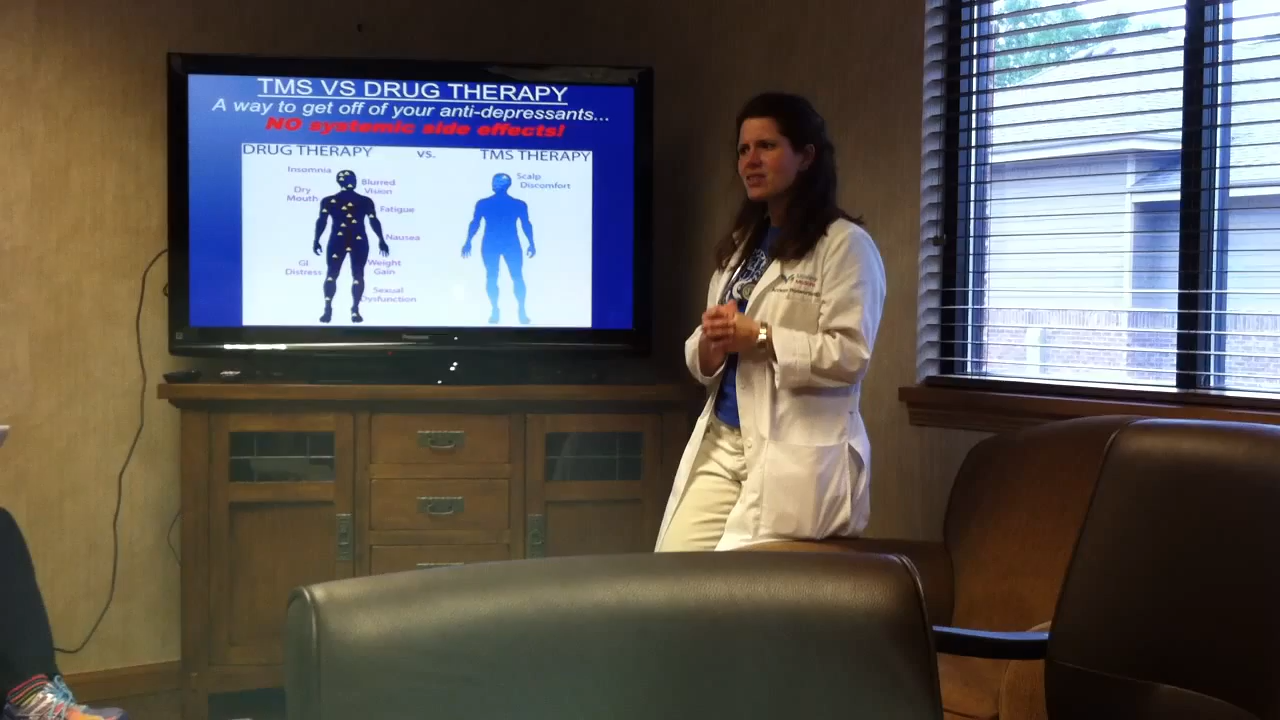 TMS VS DRUG THERAPY
A way to get off of your anti-depressants...
NO systemic side effects!
DRUG THERAPY vs. TMS THERAPY
Insomnia
Dry
Mouth
Blurred
Vision
Fatigue
Nausea
GI
Distress
Weight
Gain
Sexual
Dysfunction
Scalp
Discomfort
Panasonic